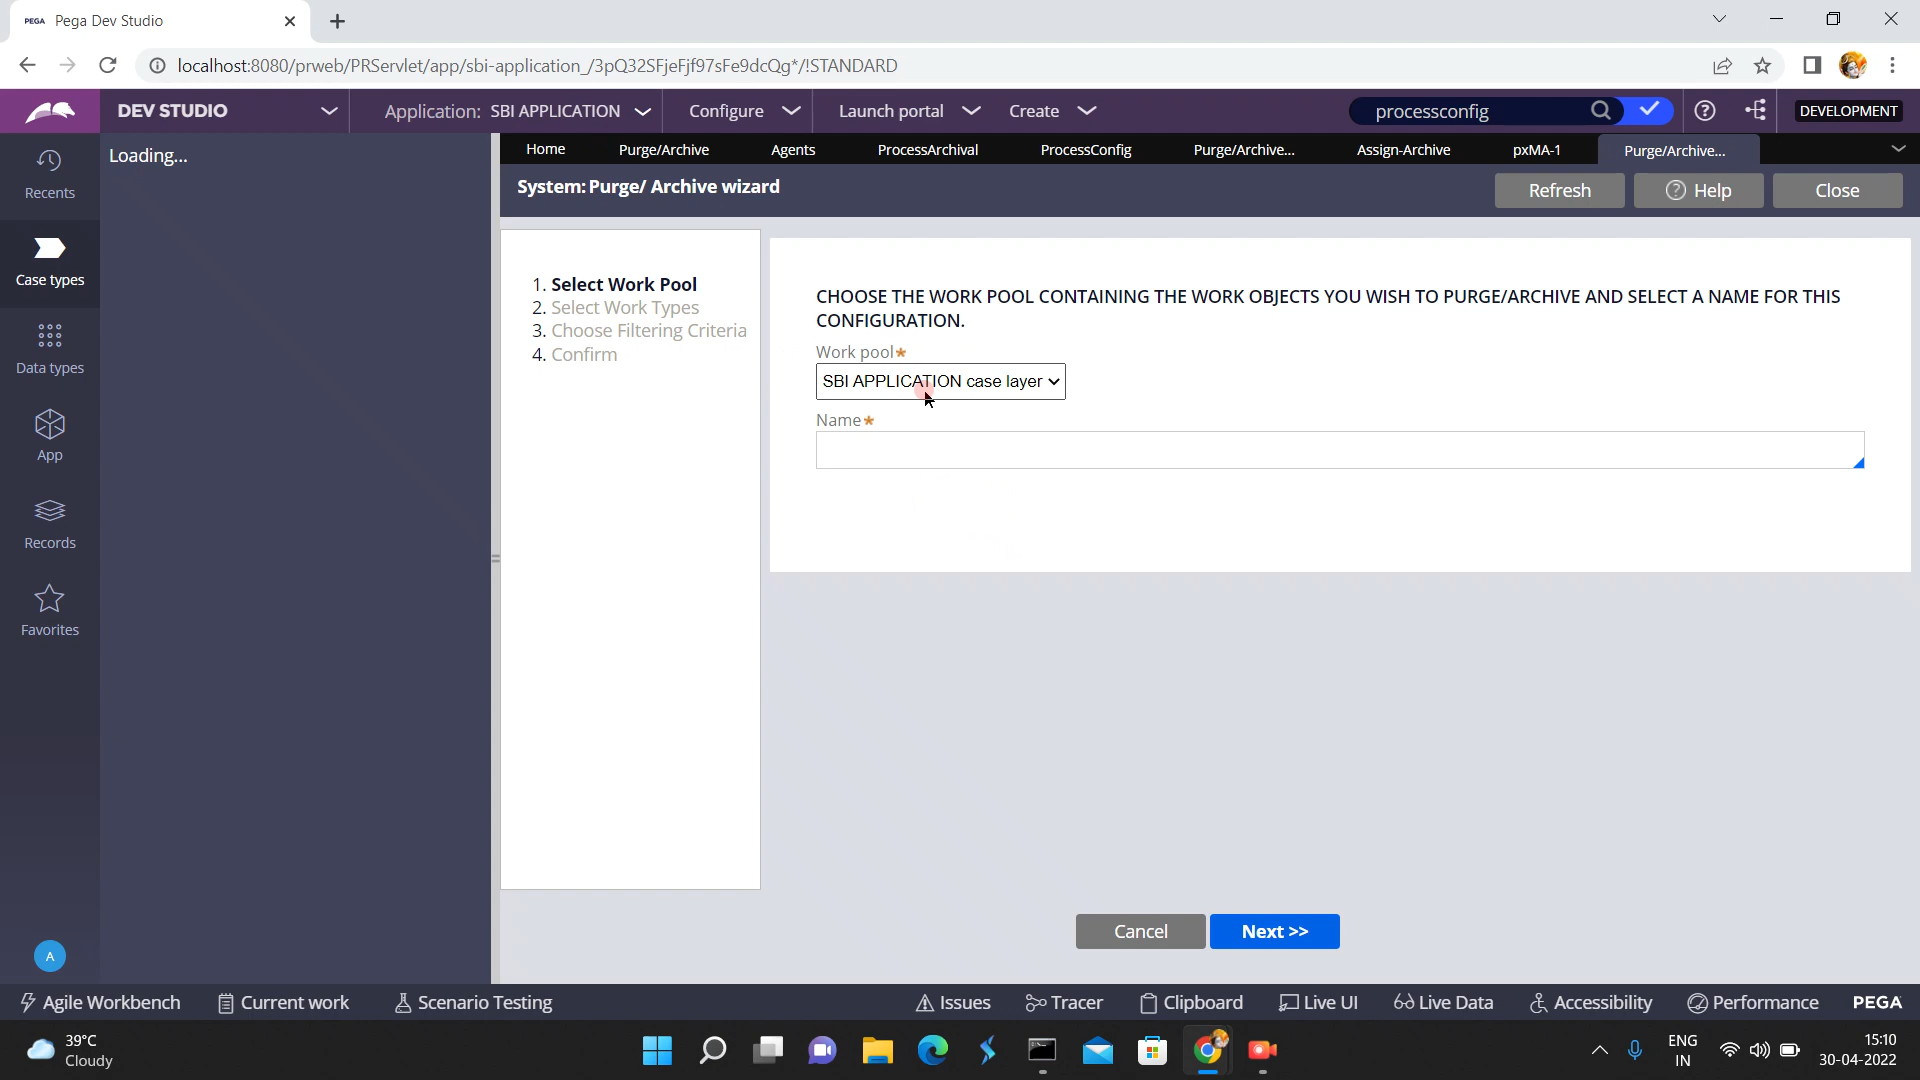 PEGA Pega Dev Studio
localhost:8080/prweb/PRServlet/app/sbi-application_/3pQ32SFjeFjf97sFe9dcQg*/!STANDARD
DEV STUDIO Application: SBI APPLICATION Configure Launch portal Create processconfig DEVELOPMENT
Recents
Case types
Data types
App
Records
Favorites
A
Loading...
Home Purge/Archive Agents ProcessArchival ProcessConfig Purge/Archive... Assign-Archive pxMA-1 Purge/Archive...
System: Purge/ Archive wizard Refresh Help Close
1. Select Work Pool
2. Select Work Types
3. Choose Filtering Criteria
4. Confirm
CHOOSE THE WORK POOL CONTAINING THE WORK OBJECTS YOU WISH TO PURGE/ARCHIVE AND SELECT A NAME FOR THIS
CONFIGURATION.
Work pool*
SBI APPLICATION case layer
Name*
Cancel Next >>
Agile Workbench Current work Scenario Testing Issues Tracer Clipboard Live UI Live Data Accessibility Performance PEGA
39°C
Cloudy
ENG
IN
15:10
30-04-2022